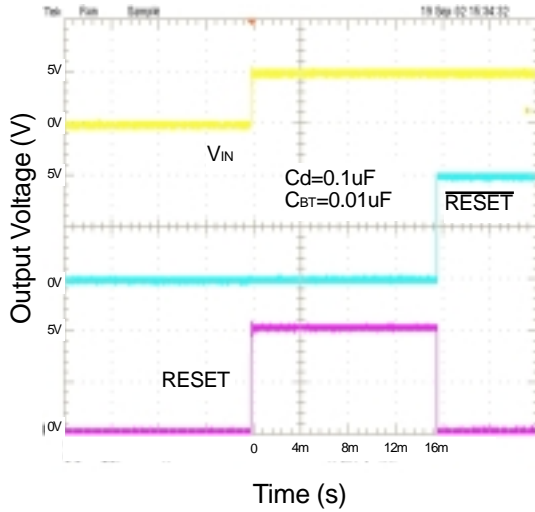 Tek Run Sample 19 Sep 02 15:34:32
5V
0V
VIN
5V
Cd=0.1uF
CBT=0.01uF
RESET
0V
5V
RESET
0V
0 4m 8m 12m 16m
Output Voltage (V)
Time (s)